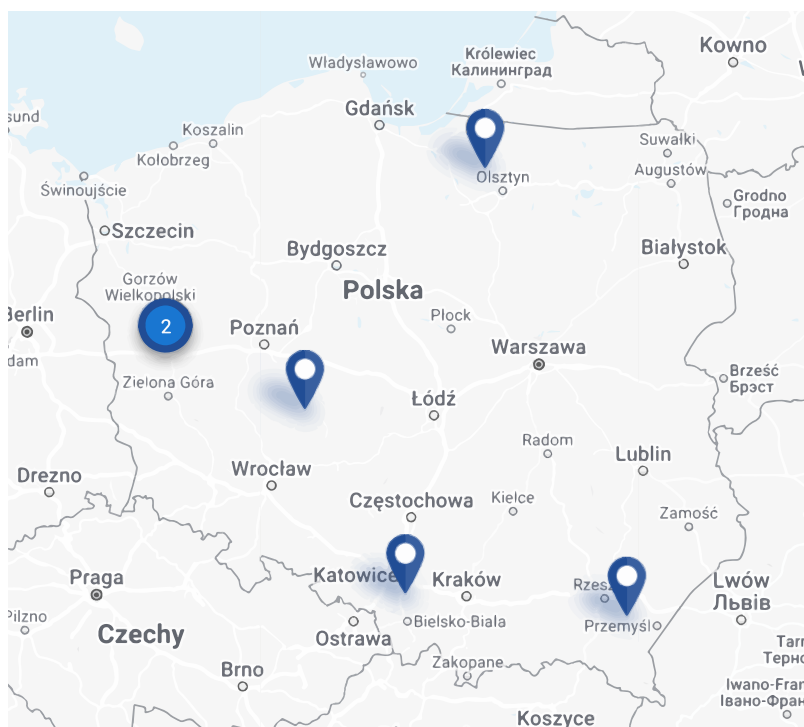 Władysławowo
Królewiec
Калининград
Kowno
Gdańsk
sund
Koszalin
Kołobrzeg
Suwałki
Augustów
Świnoujście
Olsztyn
Grodno
Гродна
Szczecin
Bydgoszcz
Białystok
Gorzów
Wielkopolski
Polska
Berlin
2
Poznań
Płock
Warszawa
dam
Brześć
Брэст
Zielona Góra
Łódź
Radom
Lublin
Drezno
Wrocław
Częstochowa
Kielce
Zamość
Praga
Katowice
Kraków
Rzesz
Lwów
Львів
Pilzno
Czechy
Ostrawa
Bielsko-Biala
Przemyśl
Zakopane
Brno
Tarn
Терно
Iwano-Fran
Івано-Фран
Koszyce